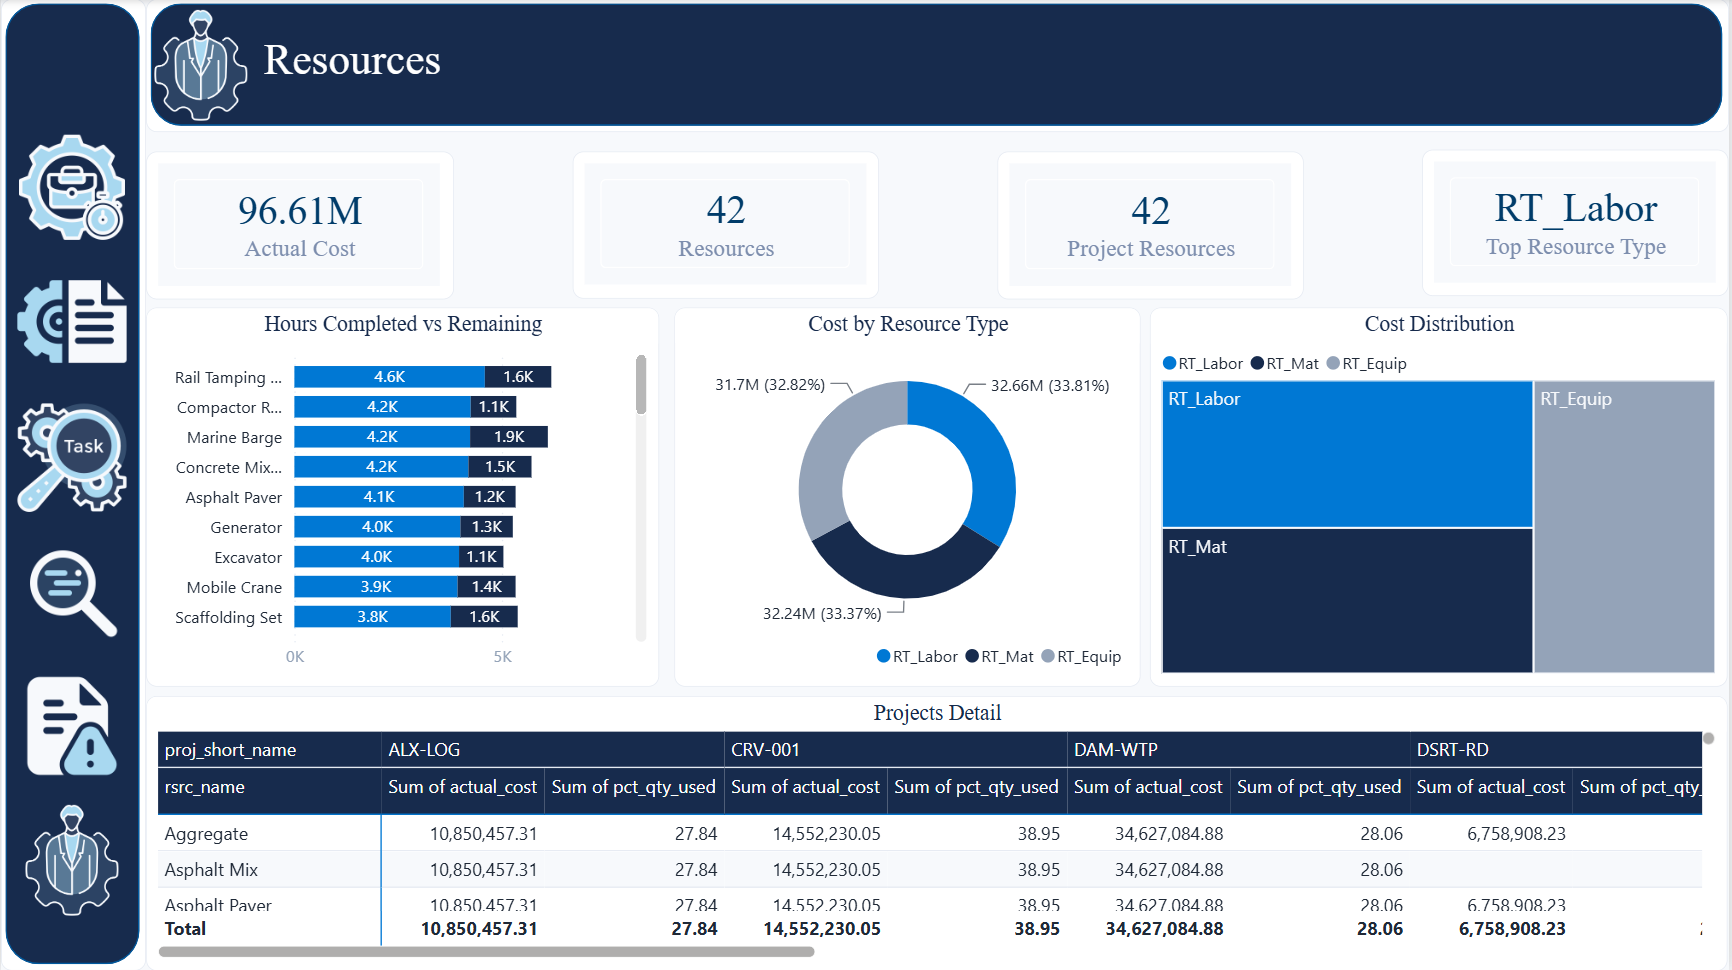 Resources
96.61M
Actual Cost
42
Resources
42
Project Resources
RT_Labor
Top Resource Type
Task
Hours Completed vs Remaining
Rail Tamping ... 4.6K 1.6K
Compactor R... 4.2K 1.1K
Marine Barge 4.2K 1.9K
Concrete Mix... 4.2K 1.5K
Asphalt Paver 4.1K 1.2K
Generator 4.0K 1.3K
Excavator 4.0K 1.1K
Mobile Crane 3.9K 1.4K
Scaffolding Set 3.8K 1.6K
0K 5K
Cost by Resource Type
31.7M (32.82%) 32.66M (33.81%)
32.24M (33.37%)
RT_Labor RT_Mat RT_Equip
Cost Distribution
RT_Labor RT_Mat RT_Equip
RT_Labor RT_Equip
RT_Mat
Projects Detail
proj_short_name ALX-LOG CRV-001 DAM-WTP DSRT-RD
rsrc_name Sum of actual_cost Sum of pct_qty_used Sum of actual_cost Sum of pct_qty_used Sum of actual_cost Sum of pct_qty_used Sum of actual_cost Sum of pct_qty_
Aggregate 10,850,457.31 27.84 14,552,230.05 38.95 34,627,084.88 28.06 6,758,908.23
Asphalt Mix 10,850,457.31 27.84 14,552,230.05 38.95 34,627,084.88 28.06
Asphalt Paver 10,850,457.31 27.84 14,552,230.05 38.95 34,627,084.88 28.06 6,758,908.23
Total 10,850,457.31 27.84 14,552,230.05 38.95 34,627,084.88 28.06 6,758,908.23